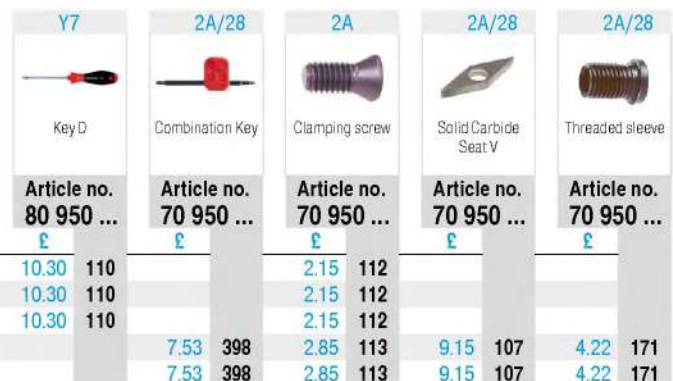 Y7 2A/28 2A 2A/28 2A/28
Key D Combination Key Clamping screw Solid Carbide Seat V Threaded sleeve
Article no. Article no. Article no. Article no. Article no.
80 950 ... 70 950 ... 70 950 ... 70 950 ... 70 950 ...
£ £ £ £ £
10.30 110 2.15 112
10.30 110 2.15 112
10.30 110 2.15 112
7.53 398 2.85 113 9.15 107 4.22 171
7.53 398 2.85 113 9.15 107 4.22 171